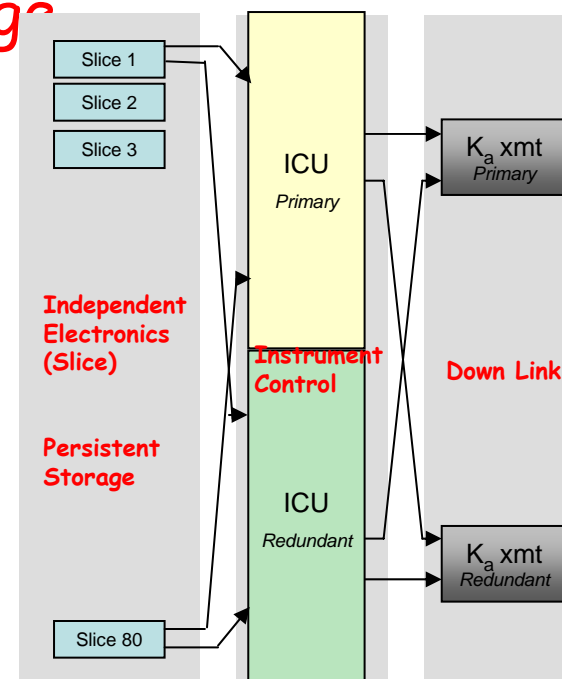 Slice 1
Slice 2
Slice 3
Independent
Electronics
(Slice)
Persistent
Storage
Slice 80
ICU
Primary
Instrument
Control
ICU
Redundant
Ka xmt
Primary
Down Link
Ka xmt
Redundant